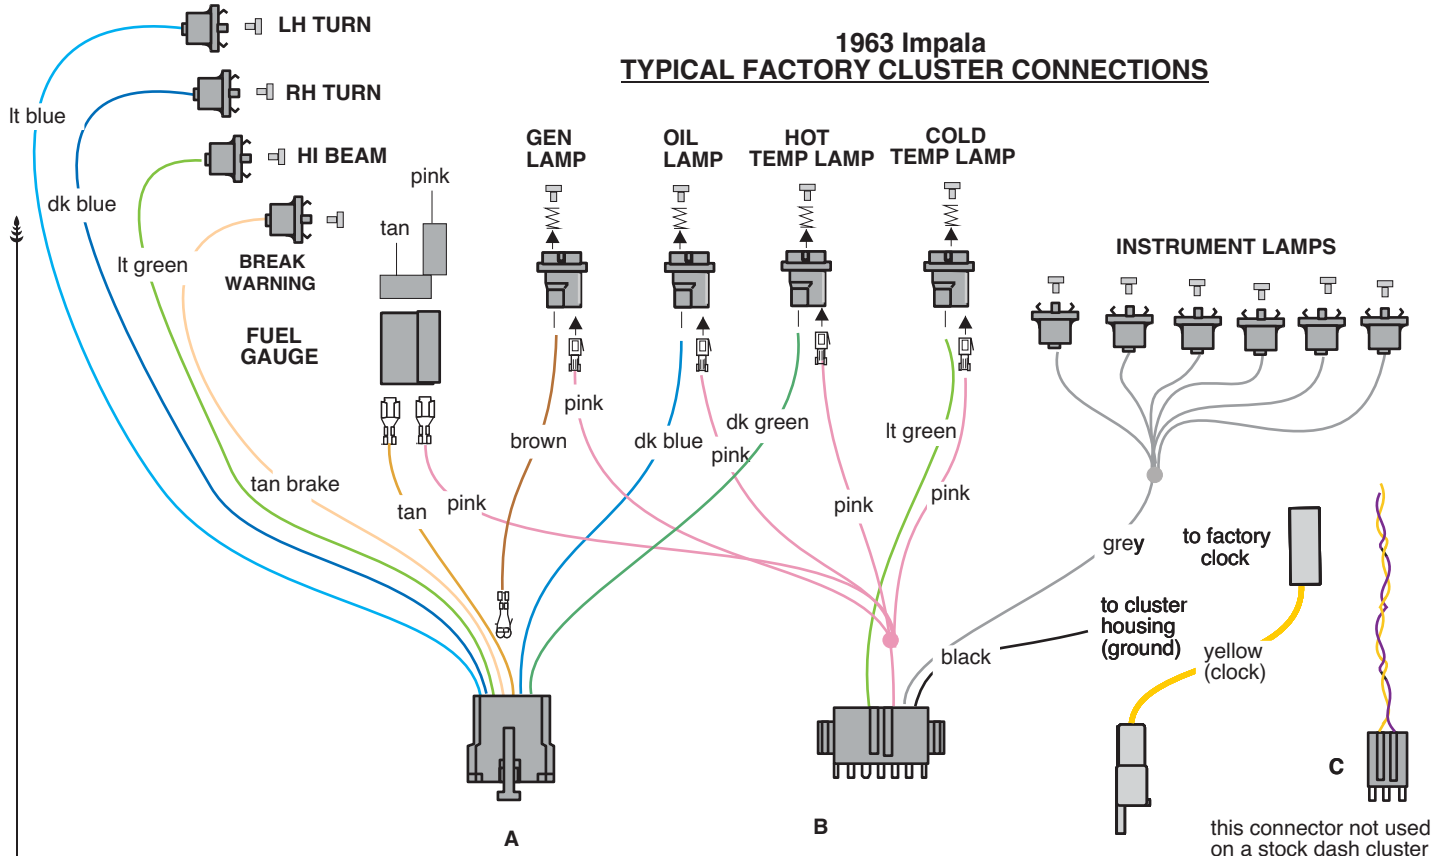 1963 Impala
TYPICAL FACTORY CLUSTER CONNECTIONS
LH TURN
RH TURN
HI BEAM
BREAK
WARNING
lt blue
dk blue
lt green
tan brake
pink
tan
FUEL
GAUGE
tan
pink
GEN
LAMP
OIL
LAMP
HOT
TEMP LAMP
COLD
TEMP LAMP
brown
pink
dk blue
pink
dk green
pink
lt green
pink
INSTRUMENT LAMPS
grey
black
to cluster
housing
(ground)
to factory
clock
yellow
(clock)
A
B
C
this connector not used
on a stock dash cluster